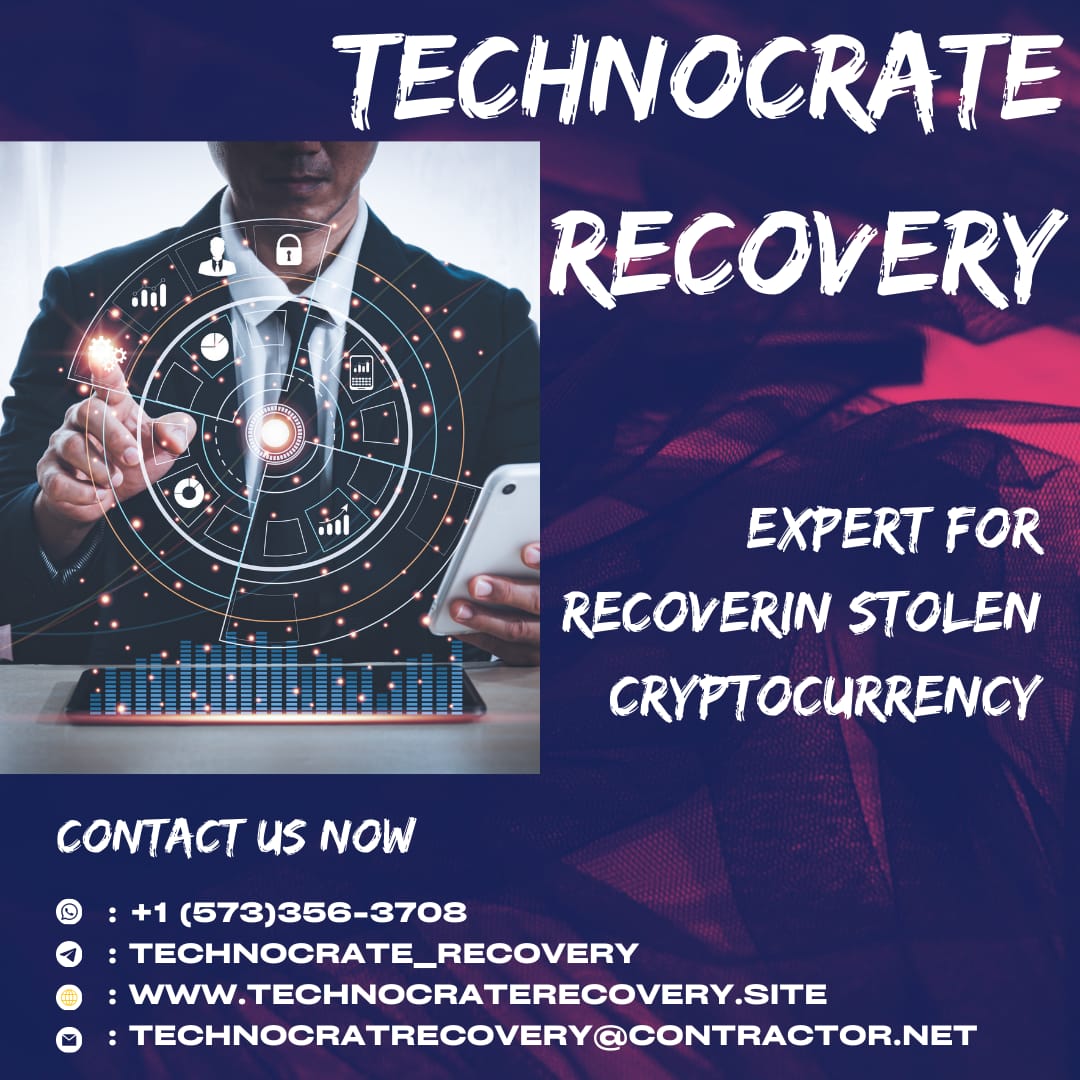 TECHNOCRATE
RECOVERY
EXPERT FOR
RECOVERIN STOLEN
CRYPTOCURRENCY
CONTACT US NOW
: +1 (573)356-3708
: TECHNOCRATE_RECOVERY
: WWW.TECHNOCRATERECOVERY.SITE
: TECHNOCRATRECOVERY@CONTRACTOR.NET